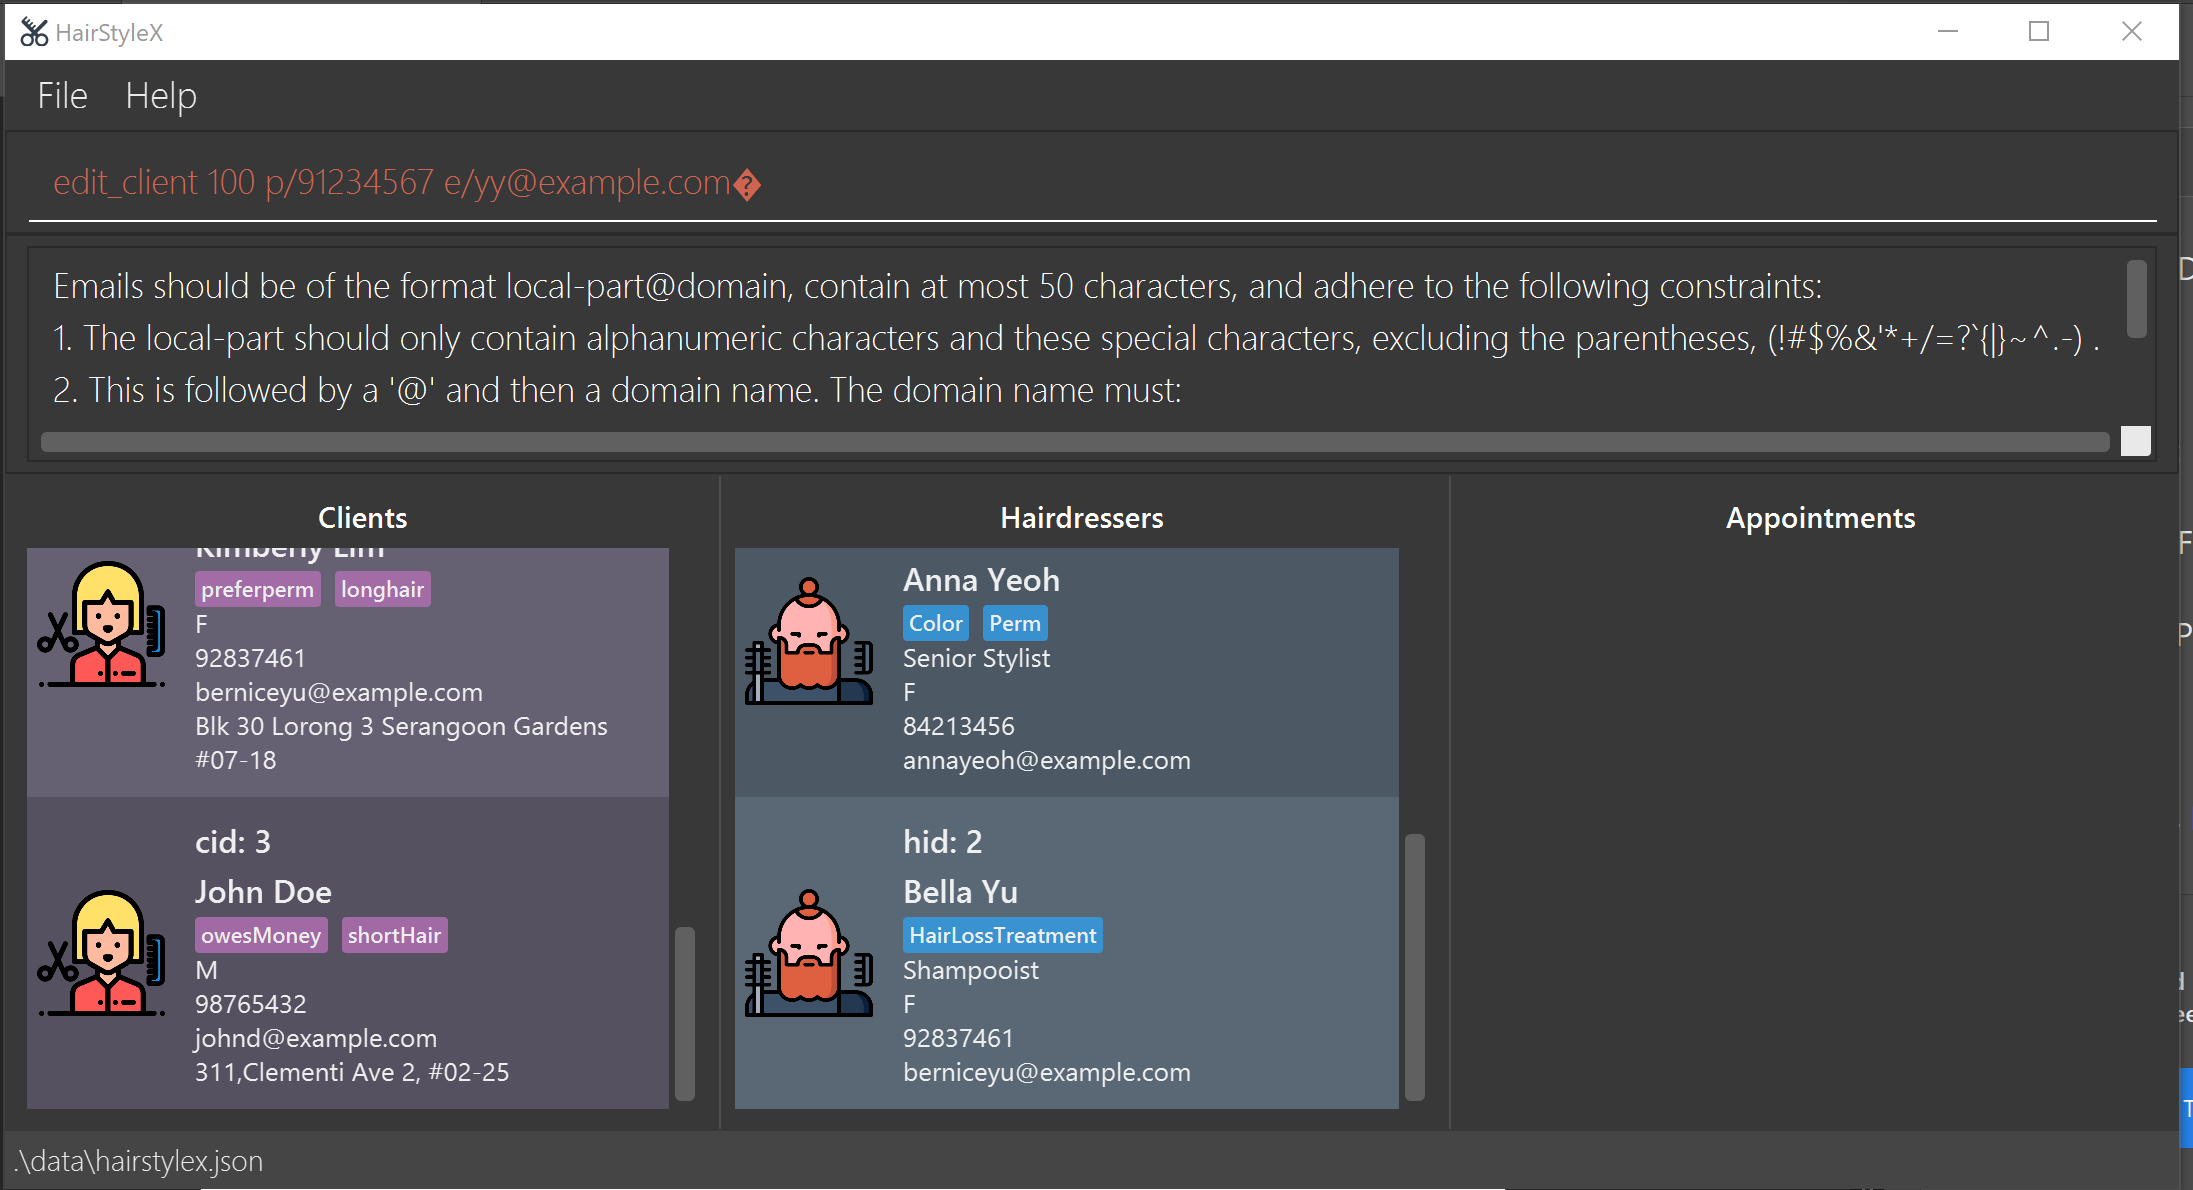 HairStyleX
File Help
edit_client 100 p/91234567 e/yy@example.com�
Emails should be of the format local-part@domain, contain at most 50 characters, and adhere to the following constraints:
1. The local-part should only contain alphanumeric characters and these special characters, excluding the parentheses, (!#$%&'*+/=?`{|}~^.-) .
2. This is followed by a '@' and then a domain name. The domain name must:
Clients
Kimberly Lim
preferperm longhair
F
92837461
berniceyu@example.com
Blk 30 Lorong 3 Serangoon Gardens
#07-18
cid: 3
John Doe
owesMoney shortHair
M
98765432
johnd@example.com
311,Clementi Ave 2, #02-25
Hairdressers
Anna Yeoh
Color Perm
Senior Stylist
F
84213456
annayeoh@example.com
hid: 2
Bella Yu
HairLossTreatment
Shampooist
F
92837461
berniceyu@example.com
Appointments
.\data\hairstylex.json